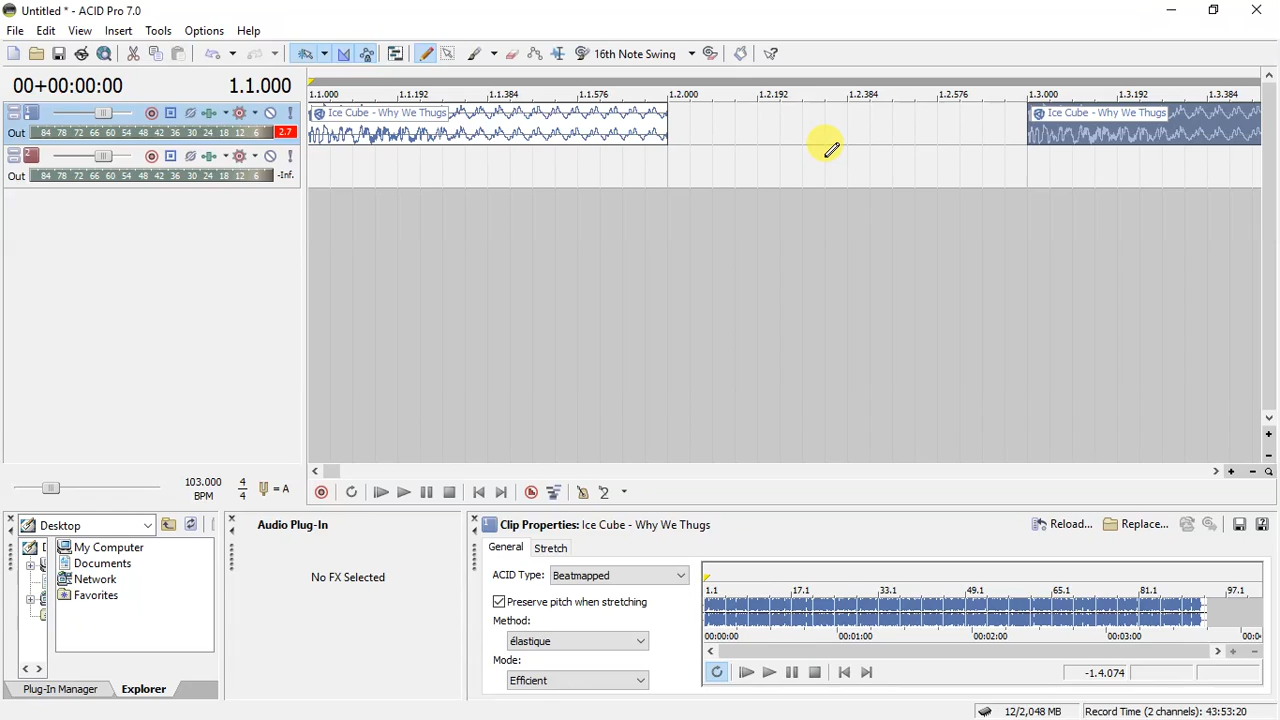 Untitled * - ACID Pro 7.0
File Edit View Insert Tools Options Help
16th Note Swing
00+00:00:00 1.1.000
1.1.000 1.1.192 1.1.384 1.1.576 1.2.000 1.2.192 1.2.384 1.2.576 1.3.000 1.3.192 1.3.384
1 Ice Cube - Why We Thugs Ice Cube - Why We Thugs
Out 84 78 72 66 60 54 48 42 36 30 24 18 12 6 2.7
2
Out 84 78 72 66 60 54 48 42 36 30 24 18 12 6 -Inf.
103.000
BPM
4
4
= A
Desktop
My Computer
Documents
Network
Favorites
Plug-In Manager Explorer
Audio Plug-In
No FX Selected
1 Clip Properties: Ice Cube - Why We Thugs Reload... Replace...
General Stretch
ACID Type: Beatmapped
Preserve pitch when stretching
Method:
élastique
Mode:
Efficient
1.1 17.1 33.1 49.1 65.1 81.1 97.1
00:00:00 00:01:00 00:02:00 00:03:00 00:04
-1.4.074
12/2,048 MB Record Time (2 channels): 43:53:20